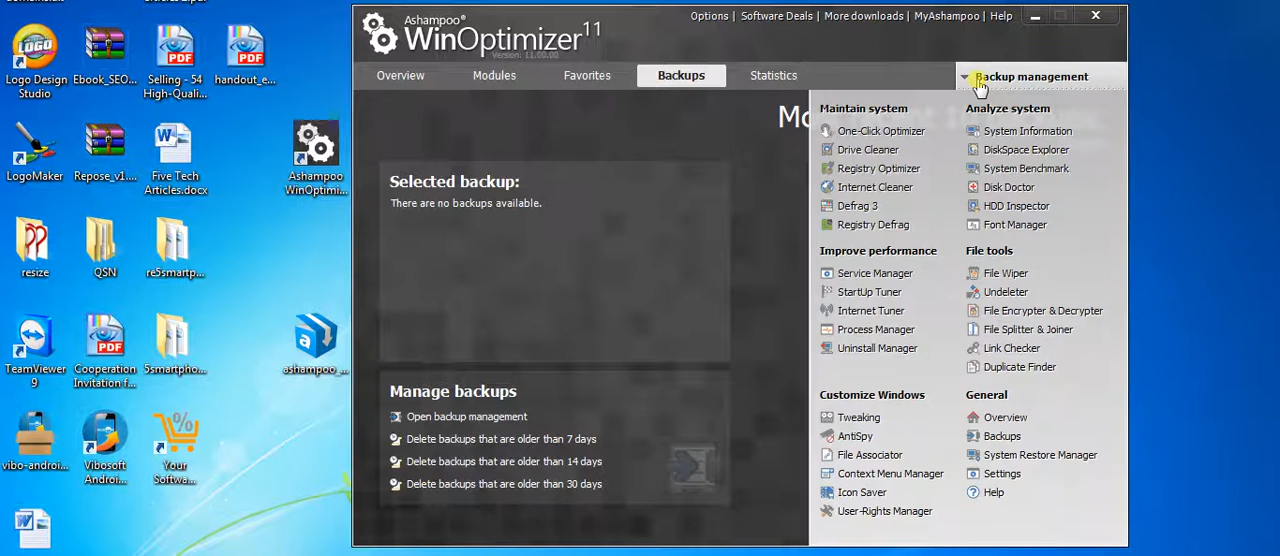 Logo Design
Studio
Ebook_SEO...
Selling - 54
High-Quali...
handout_e...
LogoMaker
Repose_v1....
Five Tech
Articles.docx
Ashampoo
WinOptimi...
resize
QSN
re5smartp...
TeamViewer
9
Cooperation
Invitation f...
5smartpho...
ashampoo_...
vibo-androi...
Vibosoft
Androi...
Your
Softwa...
Ashampoo®
WinOptimizer 11
Version: 11.00.00
Options | Software Deals | More downloads | MyAshampoo | Help
Overview
Modules
Favorites
Backups
Statistics
Backup management
Selected backup:
There are no backups available.
Manage backups
Open backup management
Delete backups that are older than 7 days
Delete backups that are older than 14 days
Delete backups that are older than 30 days
Maintain system
One-Click Optimizer
Drive Cleaner
Registry Optimizer
Internet Cleaner
Defrag 3
Registry Defrag
Improve performance
Service Manager
StartUp Tuner
Internet Tuner
Process Manager
Uninstall Manager
Customize Windows
Tweaking
AntiSpy
File Associator
Context Menu Manager
Icon Saver
User-Rights Manager
Analyze system
System Information
DiskSpace Explorer
System Benchmark
Disk Doctor
HDD Inspector
Font Manager
File tools
File Wiper
Undeleter
File Encrypter & Decrypter
File Splitter & Joiner
Link Checker
Duplicate Finder
General
Overview
Backups
System Restore Manager
Settings
Help